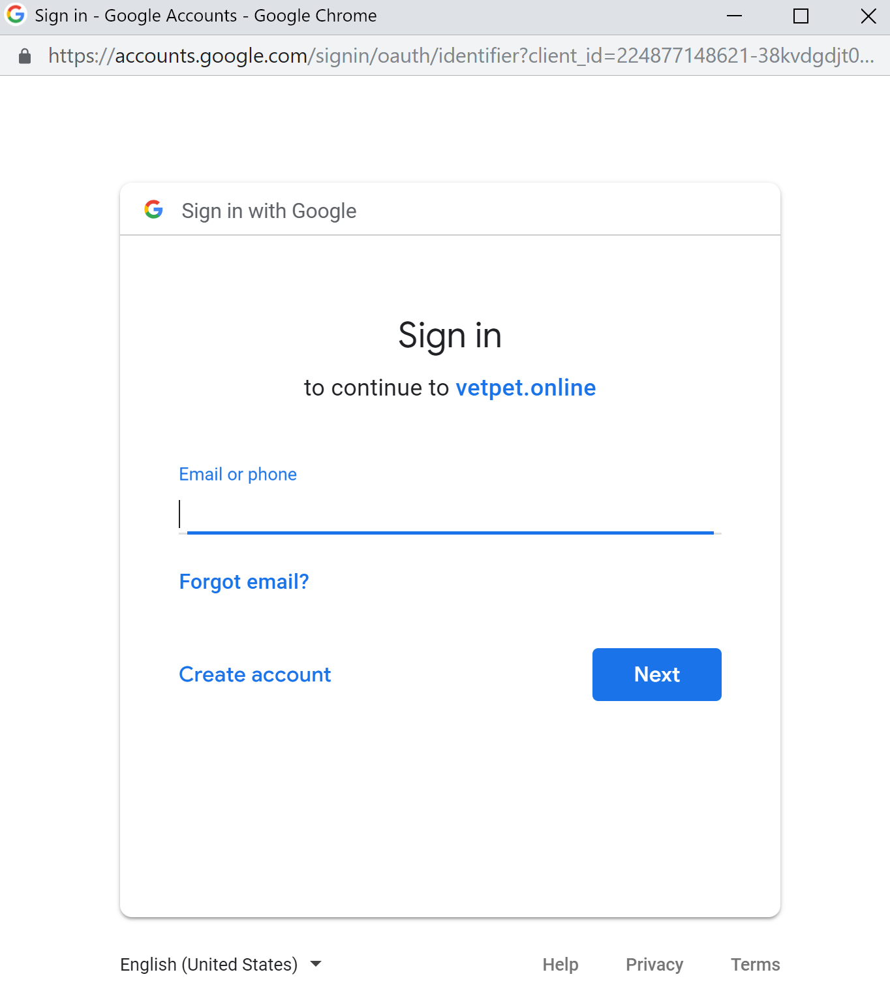 Sign in - Google Accounts - Google Chrome
https://accounts.google.com/signin/oauth/identifier?client_id=224877148621-38kvdgdjt0...
Sign in with Google
Sign in
to continue to vetpet.online
Email or phone
Forgot email?
Create account
Next
English (United States)
Help
Privacy
Terms